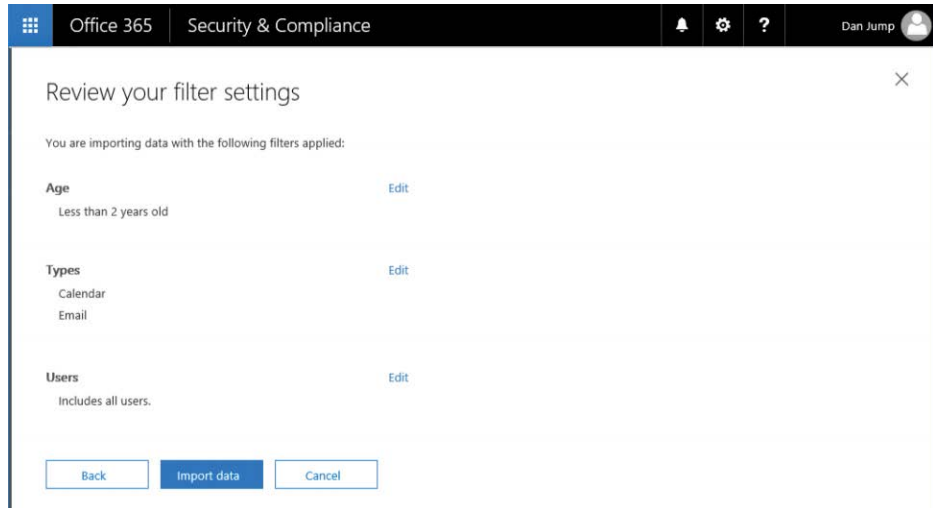 Office 365 Security & Compliance ? Dan Jump
Review your filter settings
You are importing data with the following filters applied:
Age Edit
Less than 2 years old
Types Edit
Calendar
Email
Users Edit
Includes all users.
Back Import data Cancel